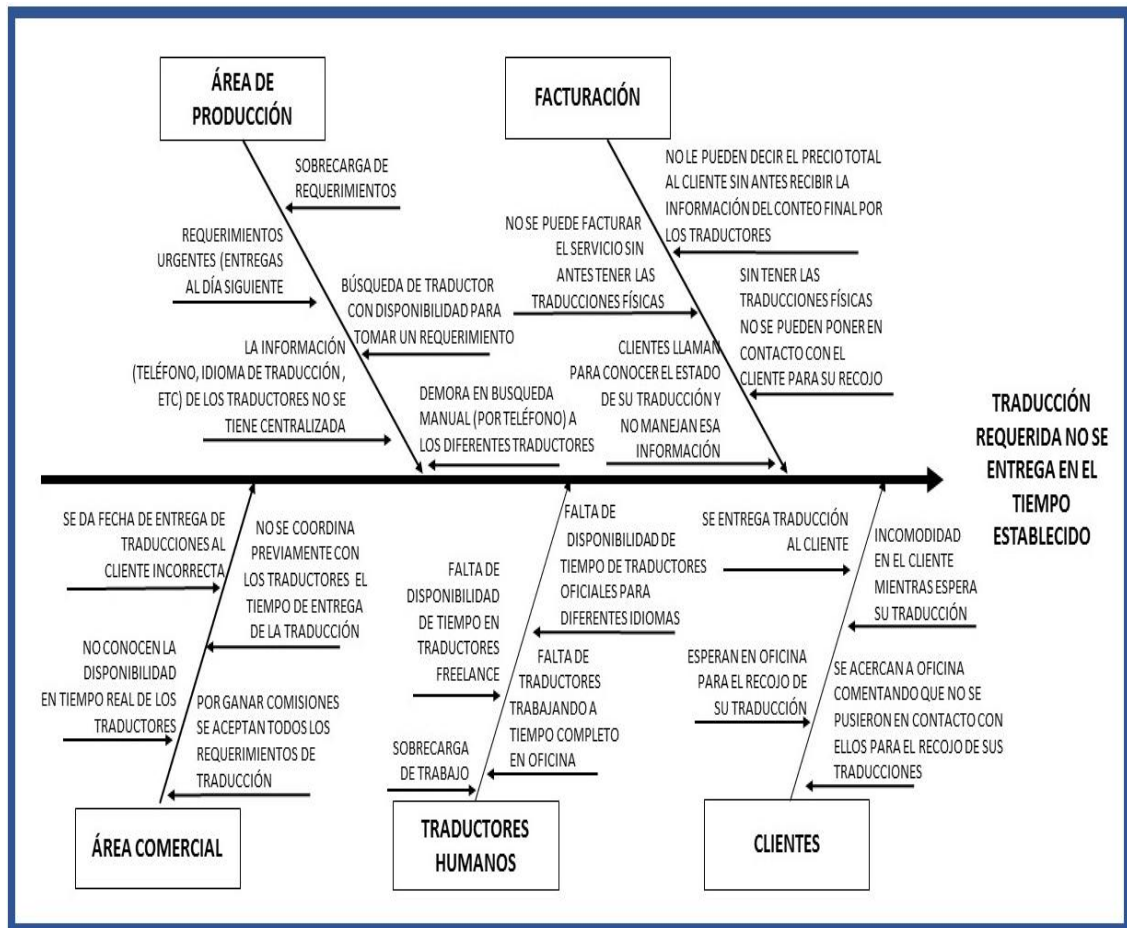 ÁREA DE
PRODUCCIÓN
FACTURACIÓN
SOBRECARGA DE
REQUERIMIENTOS
REQUERIMIENTOS
URGENTES (ENTREGAS
AL DÍA SIGUIENTE
BÚSQUEDA DE TRADUCTOR
CON DISPONIBILIDAD PARA
TOMAR UN REQUERIMIENTO
LA INFORMACIÓN
(TELÉFONO, IDIOMA DE TRADUCCIÓN ,
ETC) DE LOS TRADUCTORES NO SE
TIENE CENTRALIZADA
DEMORA EN BUSQUEDA
MANUAL (POR TELÉFONO) A
LOS DIFERENTES TRADUCTORES
NO LE PUEDEN DECIR EL PRECIO TOTAL
AL CLIENTE SIN ANTES RECIBIR LA
INFORMACIÓN DEL CONTEO FINAL POR
LOS TRADUCTORES
NO SE PUEDE FACTURAR
EL SERVICIO SIN
ANTES TENER LAS
TRADUCCIONES FÍSICAS
SIN TENER LAS
TRADUCCIONES FÍSICAS
NO SE PUEDEN PONER EN
CONTACTO CON EL
CLIENTE PARA SU RECOJO
CLIENTES LLAMAN
PARA CONOCER EL ESTADO
DE SU TRADUCCIÓN Y
NO MANEJAN ESA
INFORMACIÓN
TRADUCCIÓN
REQUERIDA NO SE
ENTREGA EN EL
TIEMPO
ESTABLECIDO
SE DA FECHA DE ENTREGA DE
TRADUCCIONES AL
CLIENTE INCORRECTA
NO SE COORDINA
PREVIAMENTE CON
LOS TRADUCTORES EL
TIEMPO DE ENTREGA
DE LA TRADUCCIÓN
NO CONOCEN LA
DISPONIBILIDAD
EN TIEMPO REAL DE LOS
TRADUCTORES
POR GANAR COMISIONES
SE ACEPTAN TODOS LOS
REQUERIMIENTOS DE
TRADUCCIÓN
FALTA DE
DISPONIBILIDAD DE
TIEMPO DE TRADUCTORES
OFICIALES PARA
DIFERENTES IDIOMAS
FALTA DE
DISPONIBILIDAD
DE TIEMPO EN
TRADUCTORES
FREELANCE
FALTA DE
TRADUCTORES
TRABAJANDO A
TIEMPO COMPLETO
EN OFICINA
SOBRECARGA
DE TRABAJO
SE ENTREGA TRADUCCIÓN
AL CLIENTE
INCOMODIDAD
EN EL CLIENTE
MIENTRAS ESPERA
SU TRADUCCIÓN
ESPERAN EN OFICINA
PARA EL RECOJO DE
SU TRADUCCIÓN
SE ACERCAN A OFICINA
COMENTANDO QUE NO SE
PUSIERON EN CONTACTO CON
ELLOS PARA EL RECOJO DE SUS
TRADUCCIONES
ÁREA COMERCIAL
TRADUCTORES
HUMANOS
CLIENTES